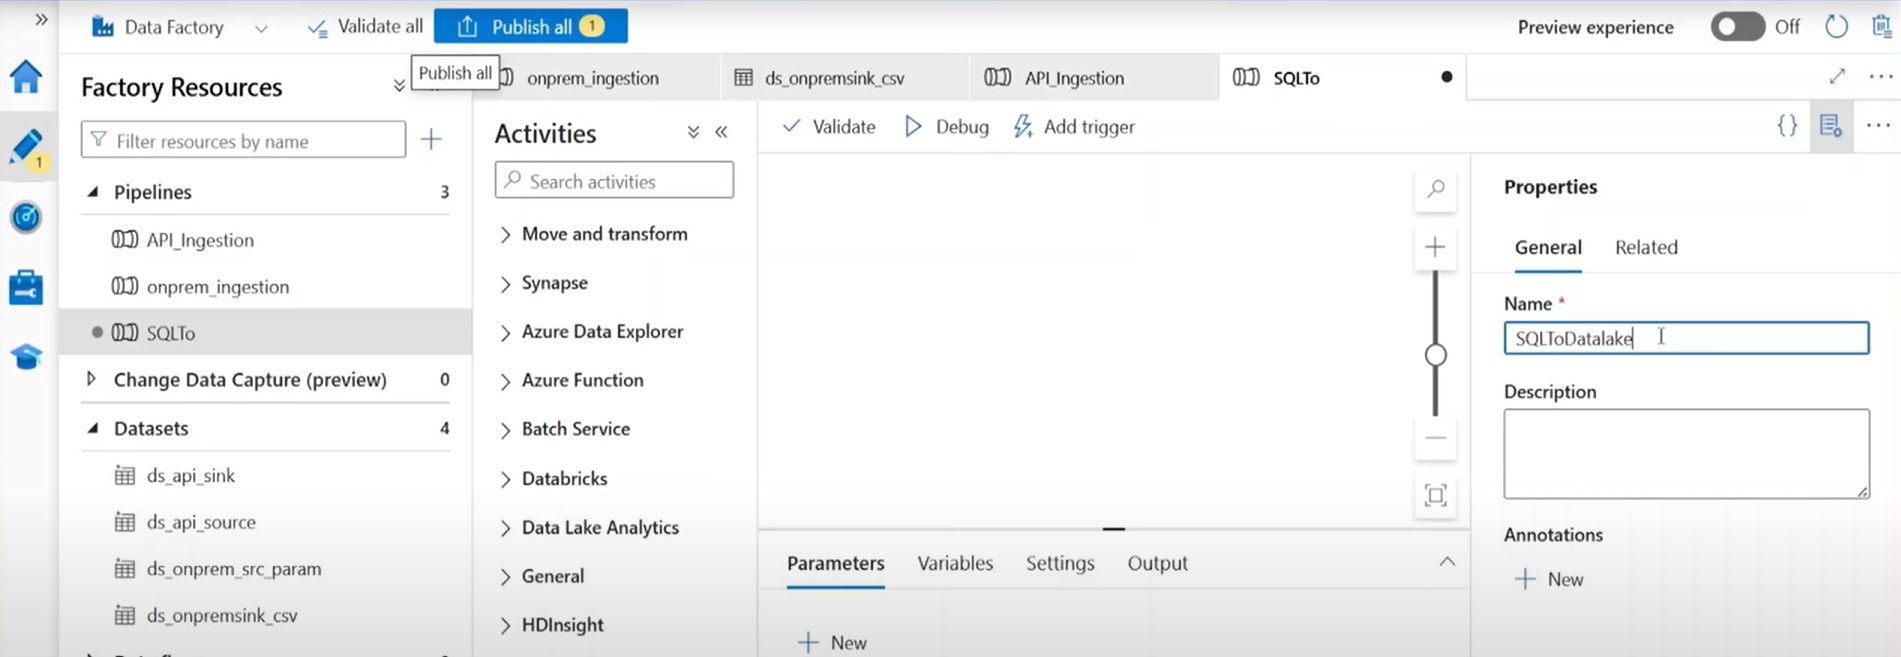 Data Factory
Validate all
Publish all 1
Preview experience
Off
Publish all
onprem_ingestion
ds_onpremsink_csv
API_Ingestion
SQLTo
Factory Resources
Filter resources by name
1
Pipelines 3
API_Ingestion
onprem_ingestion
SQLTo
Change Data Capture (preview) 0
Datasets 4
ds_api_sink
ds_api_source
ds_onprem_src_param
ds_onpremsink_csv
Activities
Search activities
Move and transform
Synapse
Azure Data Explorer
Azure Function
Batch Service
Databricks
Data Lake Analytics
General
HDInsight
Validate
Debug
Add trigger
Parameters
Variables
Settings
Output
New
Properties
General
Related
Name *
SQLToDatalake
Description
Annotations
New